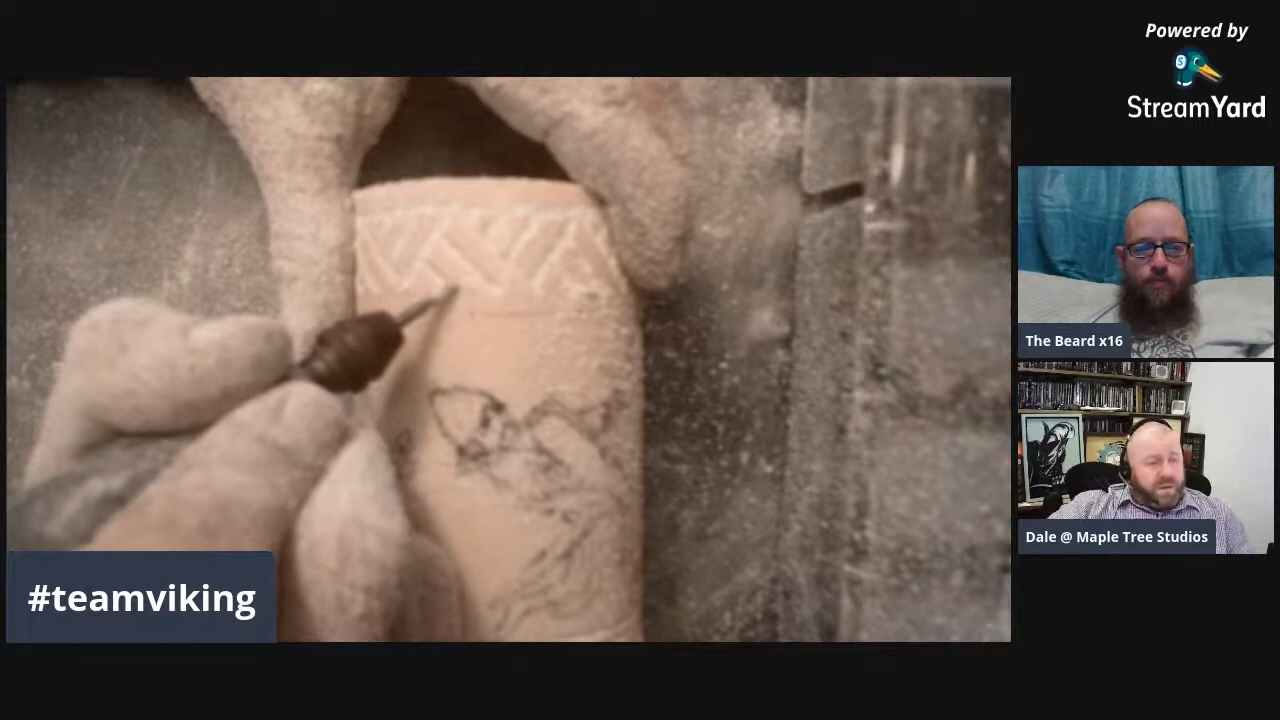 Powered by
StreamYard
The Beard x16
Dale @ Maple Tree Studios
#teamviking